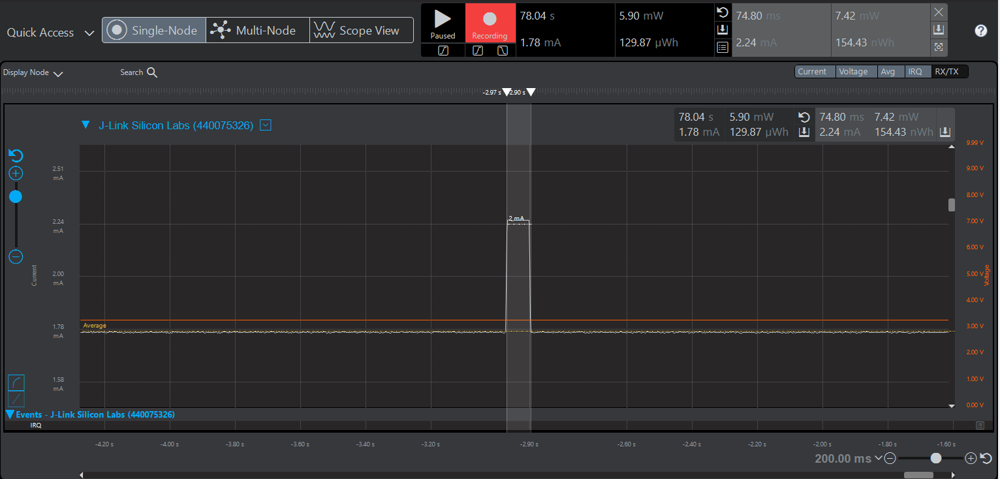 Quick Access
Single-Node
Multi-Node
Scope View
Paused
Recording
78.04 s
1.78 mA
5.90 mW
129.87 µWh
74.80 ms
2.24 mA
7.42 mW
154.43 nWh
?
Display Node
Search
Current
Voltage
Avg
IRQ
RX/TX
-2.97 s
2.90 s
J-Link Silicon Labs (440075326)
78.04 s 5.90 mW
1.78 mA 129.87 µWh
74.80 ms 7.42 mW
2.24 mA 154.43 nWh
2.51
mA
2.24
mA
2.00
mA
1.78
mA
1.58
mA
Current
2 mA
Average
9.99 V
9.00 V
8.00 V
7.00 V
6.00 V
5.00 V
4.00 V
3.00 V
2.00 V
1.00 V
0.00 V
Voltage
Events - J-Link Silicon Labs (440075326)
IRQ
-4.20 s -4.00 s -3.80 s -3.60 s -3.40 s -3.20 s -2.90 s -2.60 s -2.40 s -2.20 s -2.00 s -1.80 s -1.60 s
200.00 ms